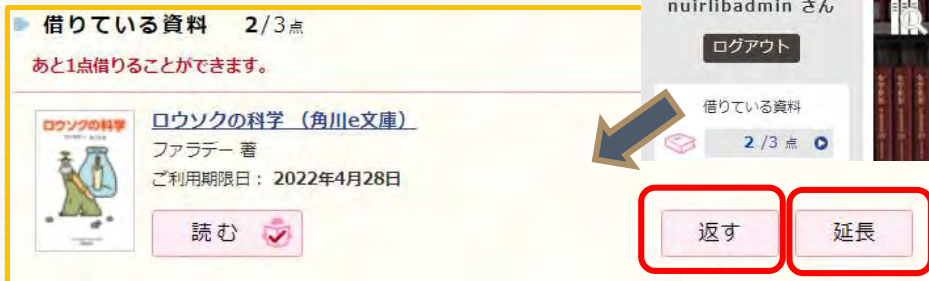 借りている資料 2/3点
あと1点借りることができます。
ロウソクの科学
ロウソクの科学 （角川e文庫）
ファラデー 著
ご利用期限日： 2022年4月28日
読む
nuirlibadmin さん
ログアウト
借りている資料
2 /3 点
返す
延長